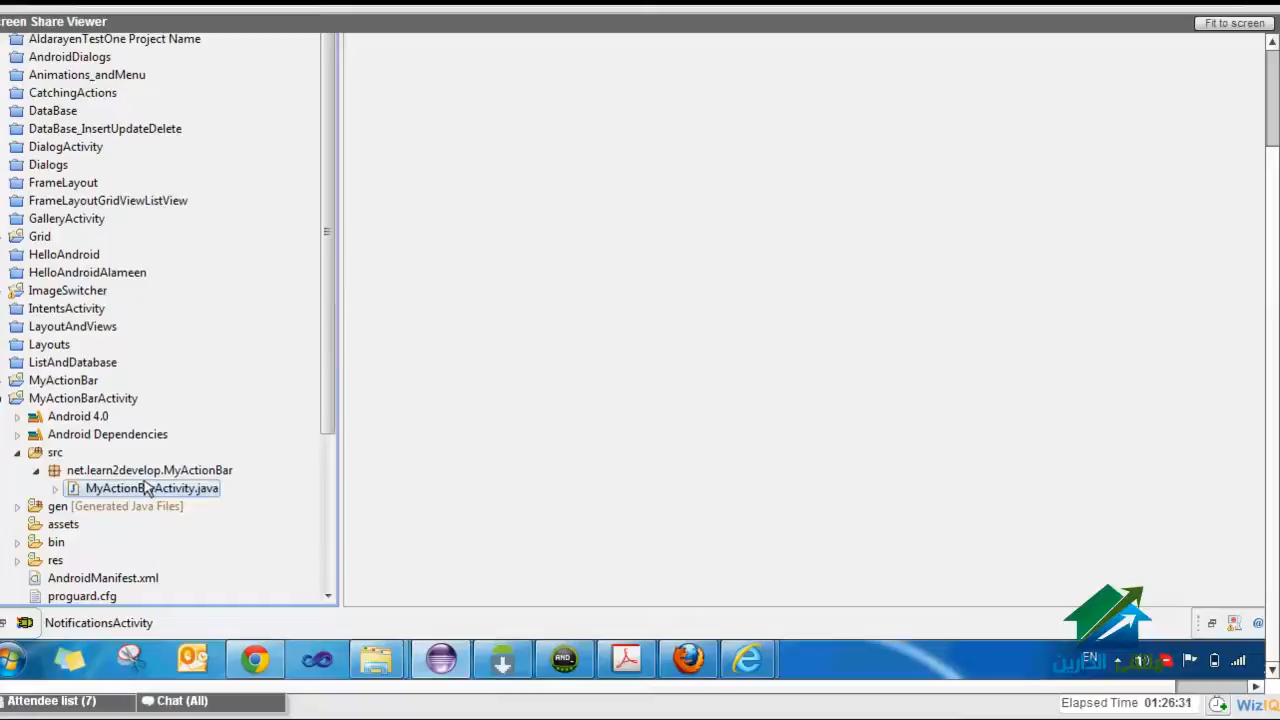 reen Share Viewer
Fit to screen
AldarayenTestOne Project Name
AndroidDialogs
Animations_andMenu
CatchingActions
DataBase
DataBase_InsertUpdateDelete
DialogActivity
Dialogs
FrameLayout
FrameLayoutGridViewListView
GalleryActivity
Grid
HelloAndroid
HelloAndroidAlameen
ImageSwitcher
IntentsActivity
LayoutAndViews
Layouts
ListAndDatabase
MyActionBar
MyActionBarActivity
Android 4.0
Android Dependencies
src
net.learn2develop.MyActionBar
MyActionBarActivity.java
gen [Generated Java Files]
assets
bin
res
AndroidManifest.xml
proguard.cfg
NotificationsActivity
AND
EN
Attendee list (7)
Chat (All)
Elapsed Time 01:26:31
WizIQ